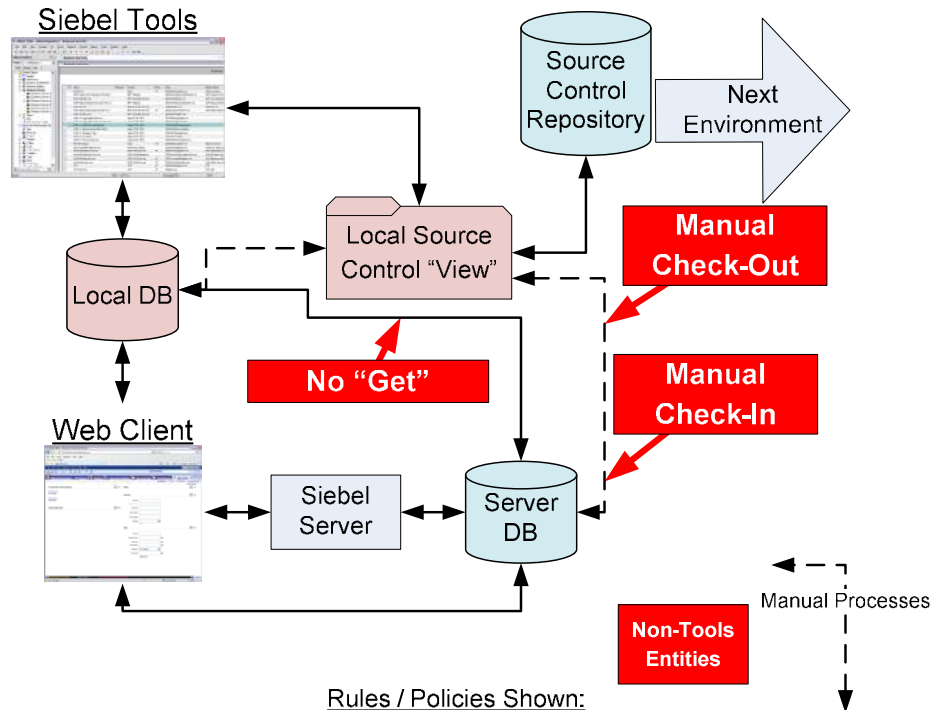 Siebel Tools
Source
Control
Repository
Next
Environment
Local Source
Control “View”
Manual
Check-Out
Local DB
No “Get”
Manual
Check-In
Web Client
Siebel
Server
Server
DB
Manual Processes
Non-Tools
Entities
Rules / Policies Shown: